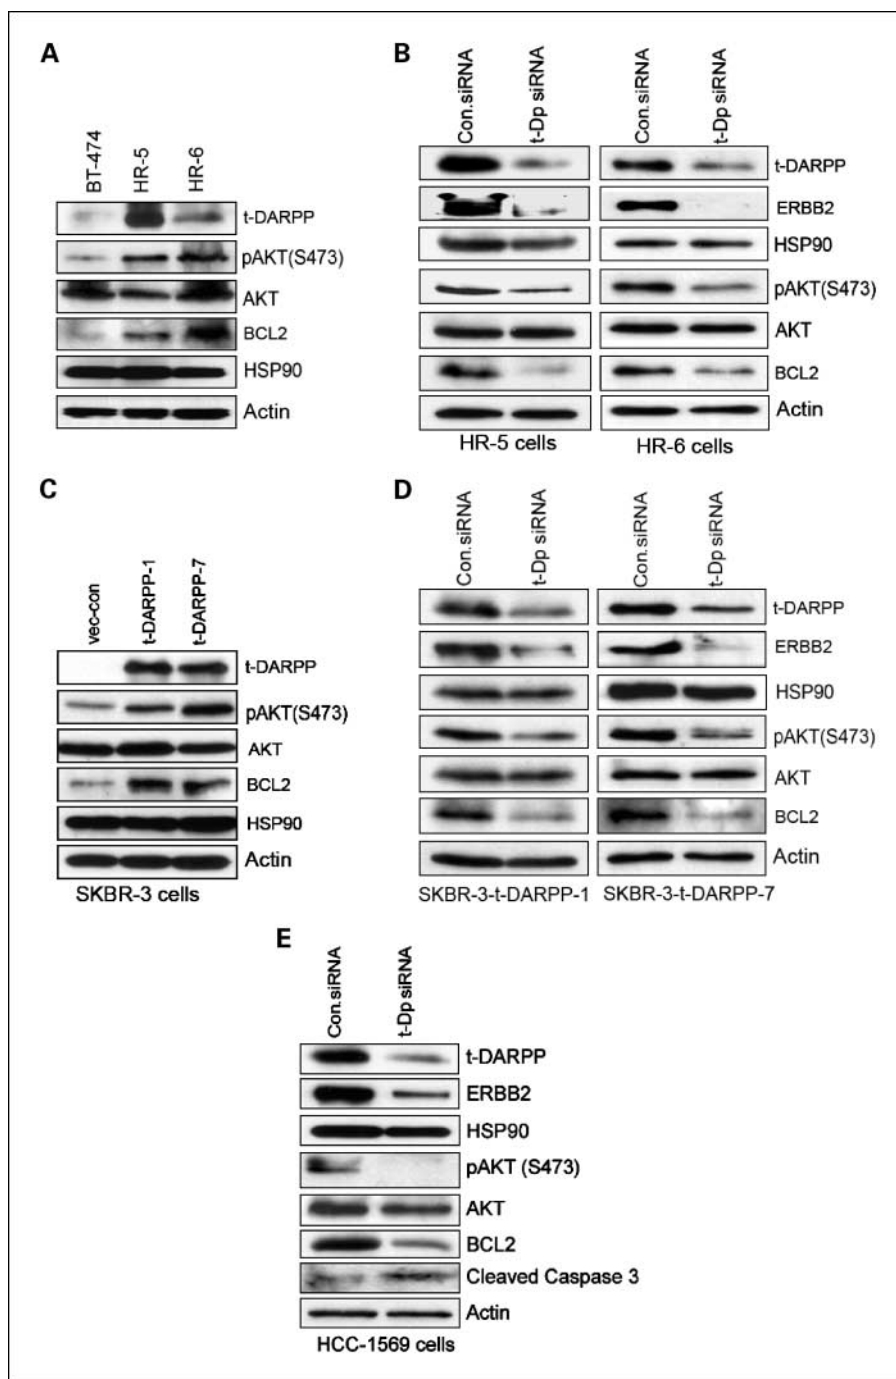 A
BT-474
HR-5
HR-6
t-DARPP
pAKT(S473)
AKT
BCL2
HSP90
Actin
B
Con.siRNA
t-Dp siRNA
Con.siRNA
t-Dp siRNA
t-DARPP
ERBB2
HSP90
pAKT(S473)
AKT
BCL2
Actin
HR-5 cells
HR-6 cells
C
vec-con
t-DARPP-1
t-DARPP-7
t-DARPP
pAKT(S473)
AKT
BCL2
HSP90
Actin
SKBR-3 cells
D
Con.siRNA
t-Dp siRNA
Con.siRNA
t-Dp siRNA
t-DARPP
ERBB2
HSP90
pAKT(S473)
AKT
BCL2
Actin
SKBR-3-t-DARPP-1
SKBR-3-t-DARPP-7
E
Con.siRNA
t-Dp siRNA
t-DARPP
ERBB2
HSP90
pAKT (S473)
AKT
BCL2
Cleaved Caspase 3
Actin
HCC-1569 cells